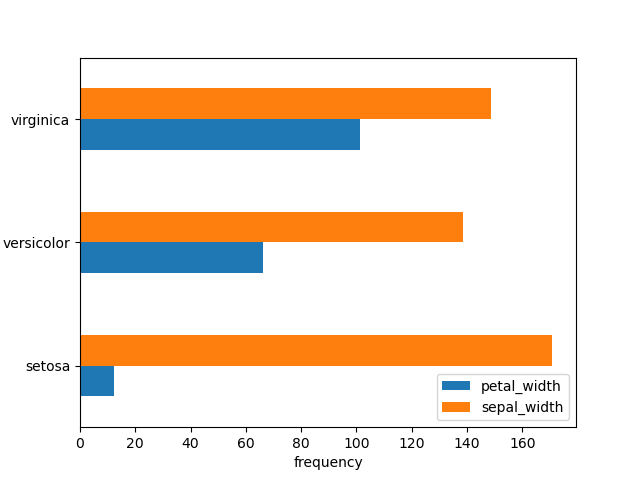 virginica
versicolor
setosa
petal_width
sepal_width
0 20 40 60 80 100 120 140 160
frequency